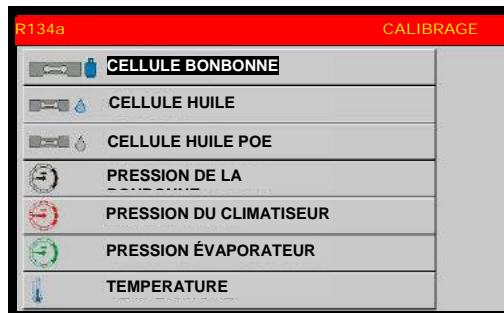 R134a CALIBRAGE
CELLULE BONBONNE
CELLULE HUILE
CELLULE HUILE POE
PRESSION DE LA
PRESSION DU CLIMATISEUR
PRESSION ÉVAPORATEUR
TEMPERATURE